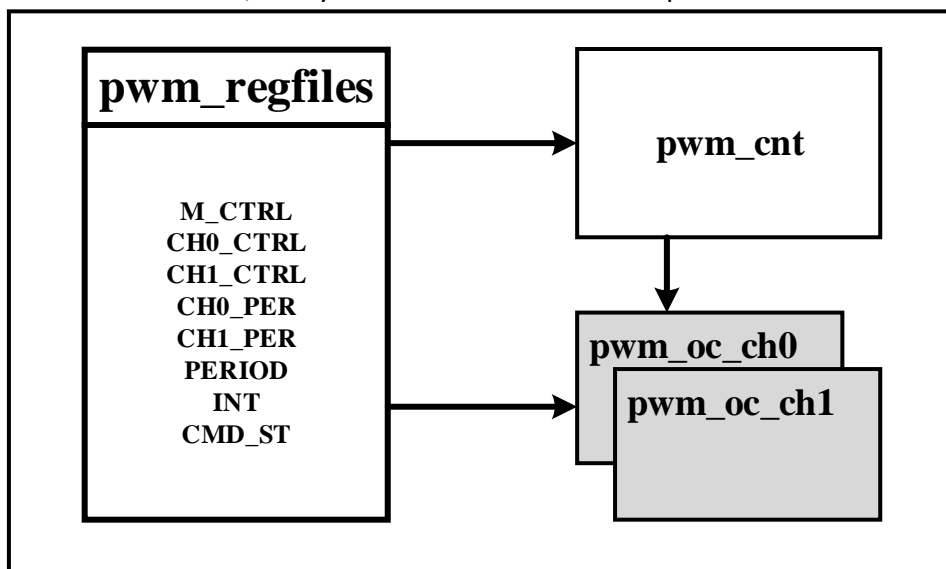 pwm_regfiles
M_CTRL
CH0_CTRL
CH1_CTRL
CH0_PER
CH1_PER
PERIOD
INT
CMD_ST
pwm_cnt
pwm_oc_ch0
pwm_oc_ch1